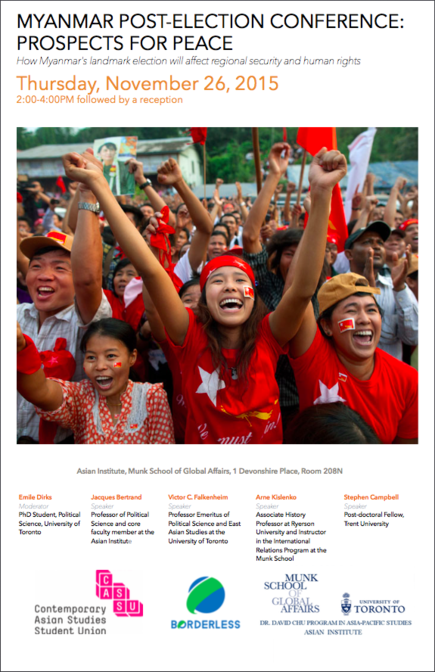 MYANMAR POST-ELECTION CONFERENCE:
PROSPECTS FOR PEACE
How Myanmar's landmark election will affect regional security and human rights
Thursday, November 26, 2015
2:00-4:00PM followed by a reception
Asian Institute, Munk School of Global Affairs, 1 Devonshire Place, Room 208N
Emile Dirks
Moderator
PhD Student, Political
Science, University of
Toronto
Jacques Bertrand
Speaker
Professor of Political
Science and core
faculty member at the
Asian Institute
Victor C. Falkenheim
Speaker
Professor Emeritus of
Political Science and East
Asian Studies at the
University of Toronto
Arne Kislenko
Speaker
Associate History
Professor at Ryerson
University and Instructor
in the International
Relations Program at the
Munk School
Stephen Campbell
Speaker
Post-doctoral Fellow,
Trent University
Contemporary
Asian Studies
Student Union
CASSU
BORDERLESS
MUNK
SCHOOL
OF GLOBAL
AFFAIRS
UNIVERSITY OF
TORONTO
DR. DAVID CHU PROGRAM IN ASIA-PACIFIC STUDIES
ASIAN INSTITUTE